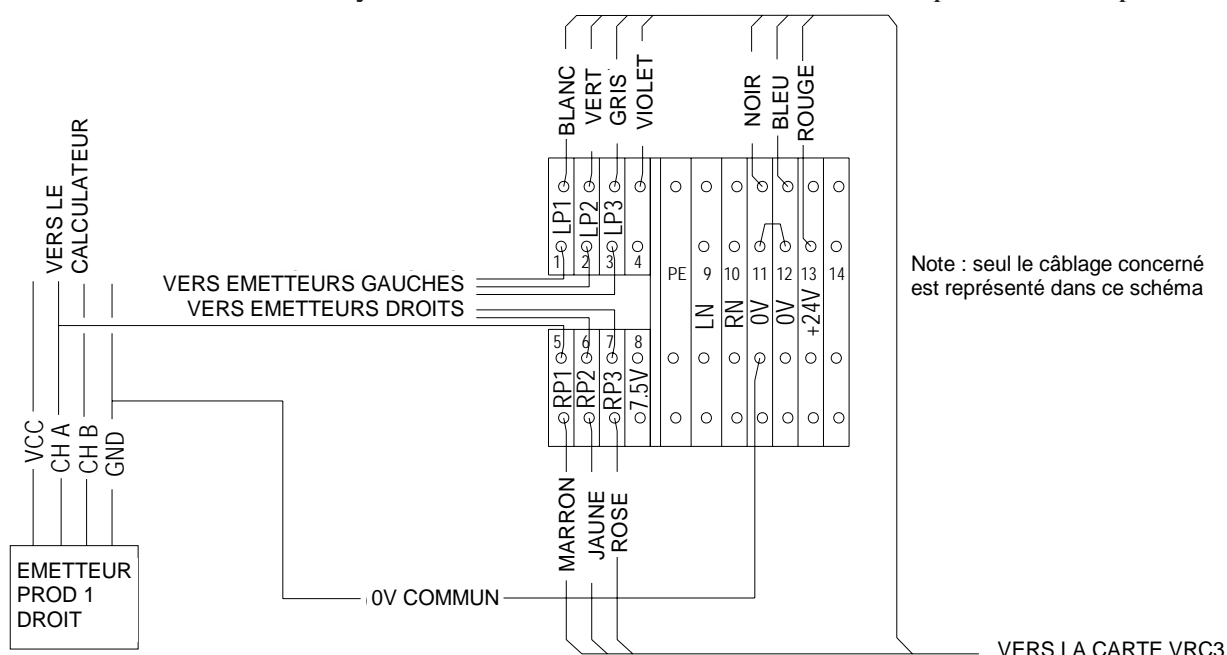 BLANC
VERT
GRIS
VIOLET
NOIR
BLEU
ROUGE
VERS LE
CALCULATEUR
LP1
LP2
LP3
1
2
3
4
PE
9
10
11
12
13
14
LN
RN
0V
0V
+24V
Note : seul le câblage concerné
est représenté dans ce schéma
VERS EMETTEURS GAUCHES
VERS EMETTEURS DROITS
5
6
7
8
RP1
RP2
RP3
7.5V
VCC
CH A
CH B
GND
MARRON
JAUNE
ROSE
EMETTEUR
PROD 1
DROIT
0V COMMUN
VERS LA CARTE VRC3